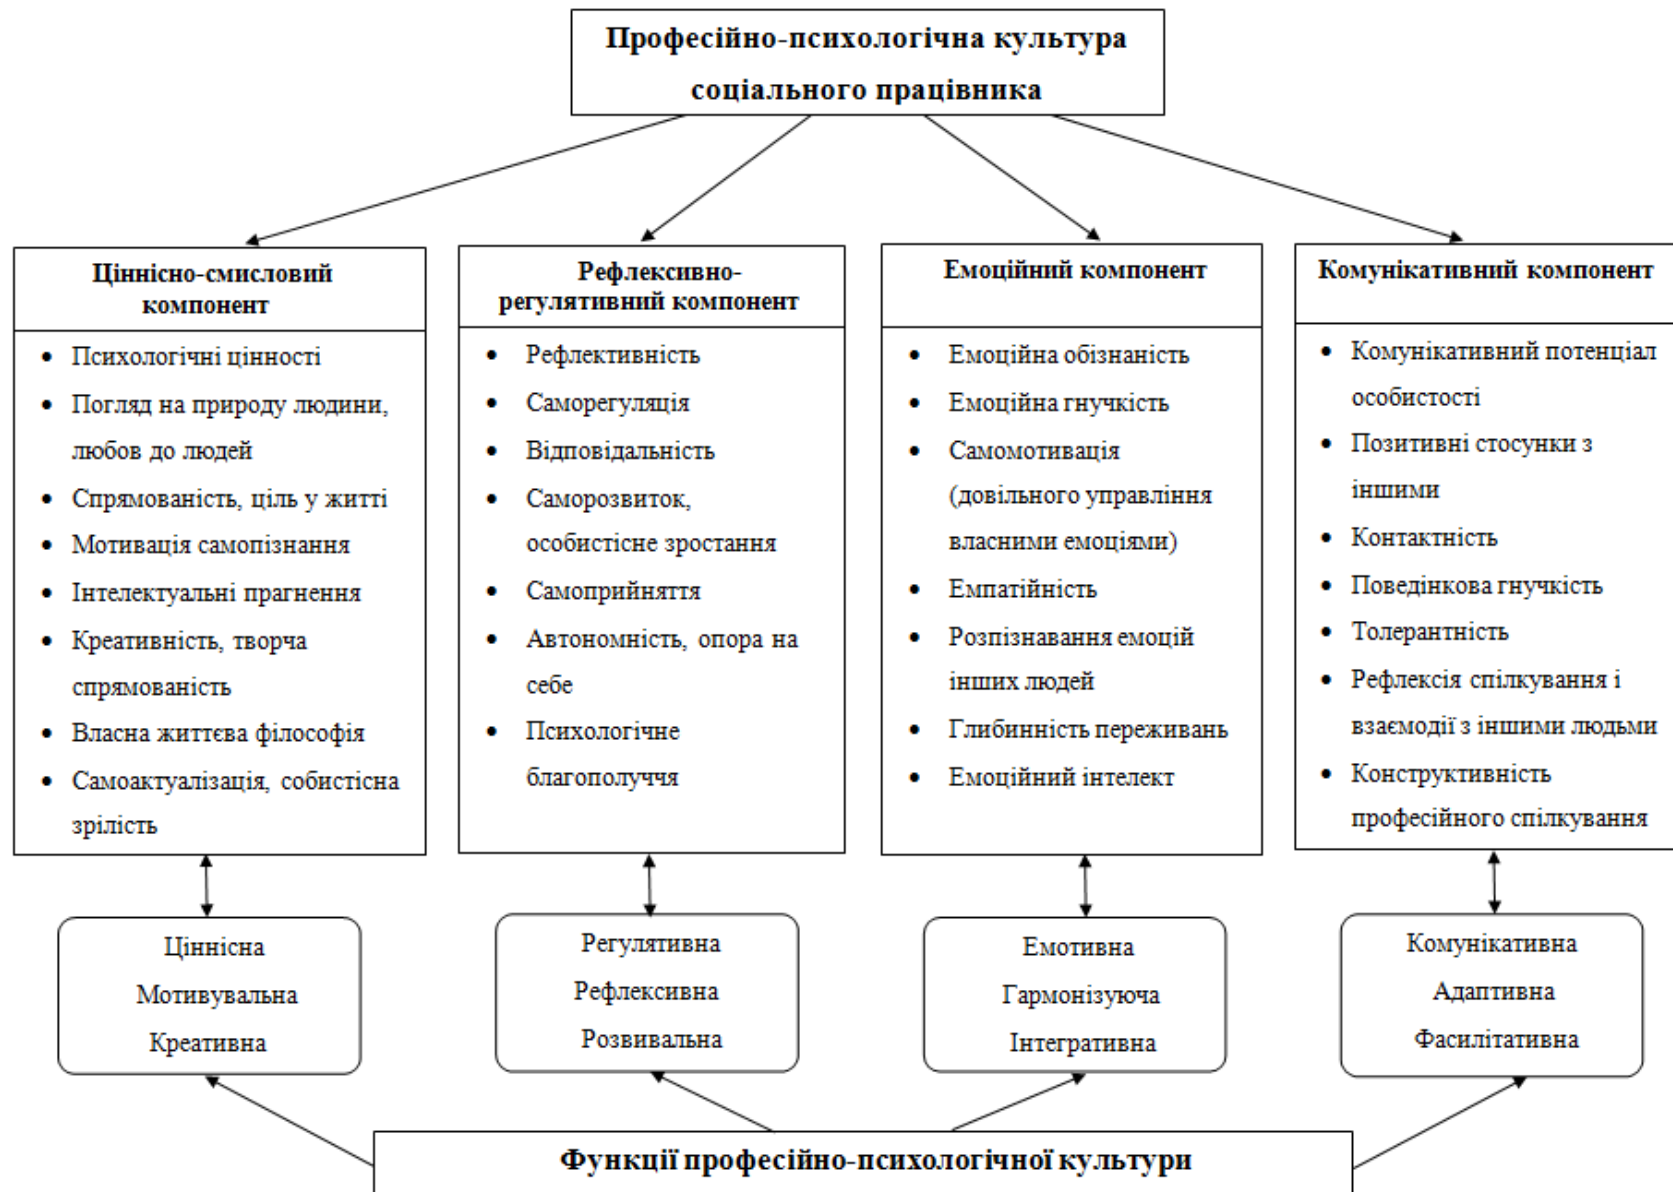 Професійно-психологічна культура
соціального працівника
Ціннісно-смисловий
компонент
• Психологічні цінності
• Погляд на природу людини,
любов до людей
• Спрямованість, ціль у житті
• Мотивація самопізнання
• Інтелектуальні прагнення
• Креативність, творча
спрямованість
• Власна життєва філософія
• Самоактуалізація, собистісна
зрілість
Рефлексивно-
регулятивний компонент
• Рефлективність
• Саморегуляція
• Відповідальність
• Саморозвиток,
особистісне зростання
• Самоприйняття
• Автономність, опора на
себе
• Психологічне
благополуччя
Емоційний компонент
• Емоційна обізнаність
• Емоційна гнучкість
• Самомотивація
(довільного управління
власними емоціями)
• Емпатійність
• Розпізнавання емоцій
інших людей
• Глибинність переживань
• Емоційний інтелект
Комунікативний компонент
• Комунікативний потенціал
особистості
• Позитивні стосунки з
іншими
• Контактність
• Поведінкова гнучкість
• Толерантність
• Рефлексія спілкування і
взаємодії з іншими людьми
• Конструктивність
професійного спілкування
Ціннісна
Мотивувальна
Креативна
Регулятивна
Рефлексивна
Розвивальна
Емотивна
Гармонізуюча
Інтегративна
Комунікативна
Адаптивна
Фасилітативна
Функції професійно-психологічної культури